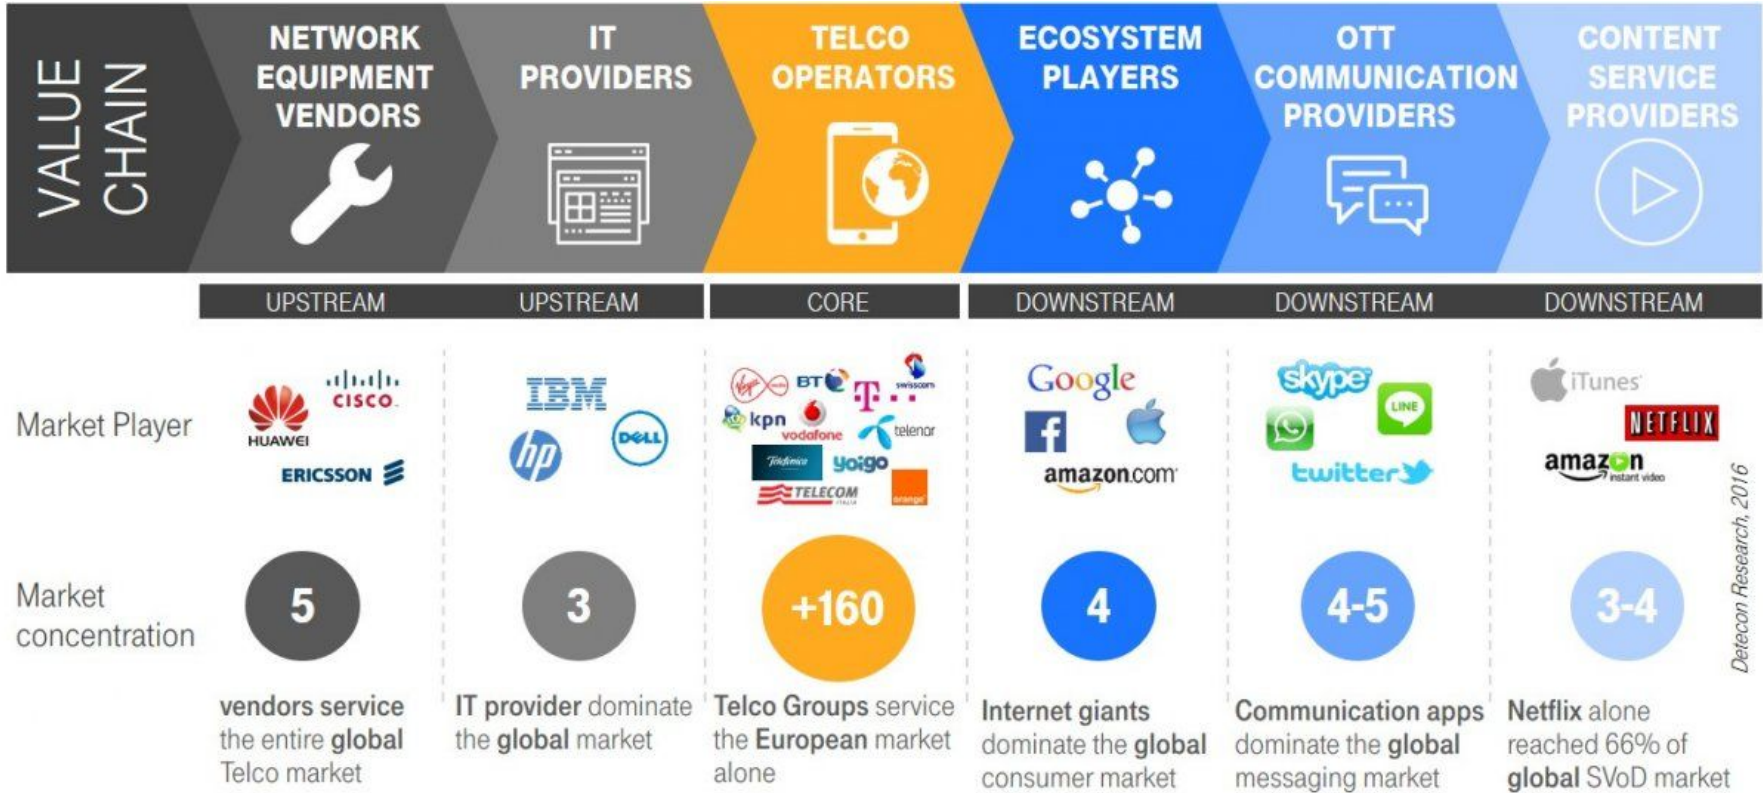 VALUE
CHAIN
NETWORK
EQUIPMENT
VENDORS
IT
PROVIDERS
TELCO
OPERATORS
ECOSYSTEM
PLAYERS
OTT
COMMUNICATION
PROVIDERS
CONTENT
SERVICE
PROVIDERS
UPSTREAM
UPSTREAM
CORE
DOWNSTREAM
DOWNSTREAM
DOWNSTREAM
Market Player
HUAWEI
CISCO
ERICSSON
IBM
hp
DELL
Virgin media
BT
T
swisscom
kpn
vodafone
telenor
Telefonica
yoigo
TELECOM
ITALIA
orange
Google
f
amazon.com
skype
LINE
twitter
iTunes
NETFLIX
amazon
instant video
Detecon Research, 2016
Market
concentration
5
3
+160
4
4-5
3-4
vendors service
the entire global
Telco market
IT provider dominate
the global market
Telco Groups service
the European market
alone
Internet giants
dominate the global
consumer market
Communication apps
dominate the global
messaging market
Netflix alone
reached 66% of
global SVoD market